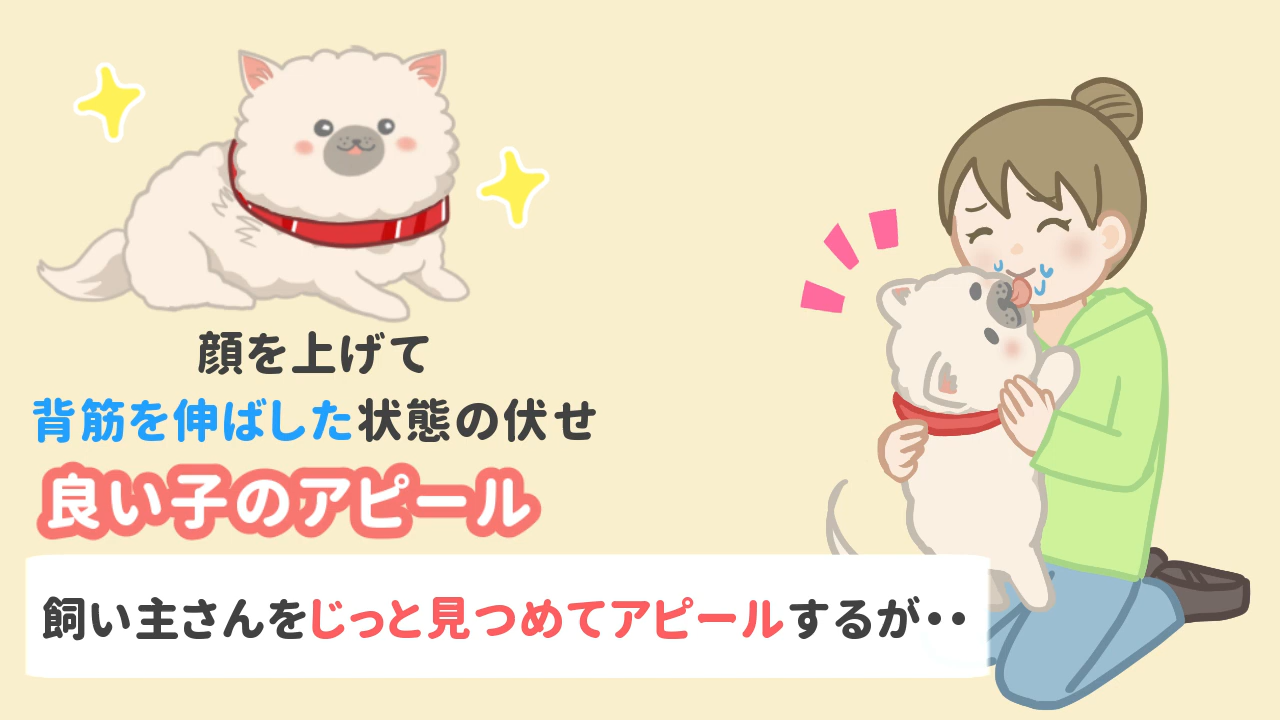 顔を上げて
背筋を伸ばした状態の伏せ
良い子のアピール
飼い主さんをじっと見つめてアピールするが・・